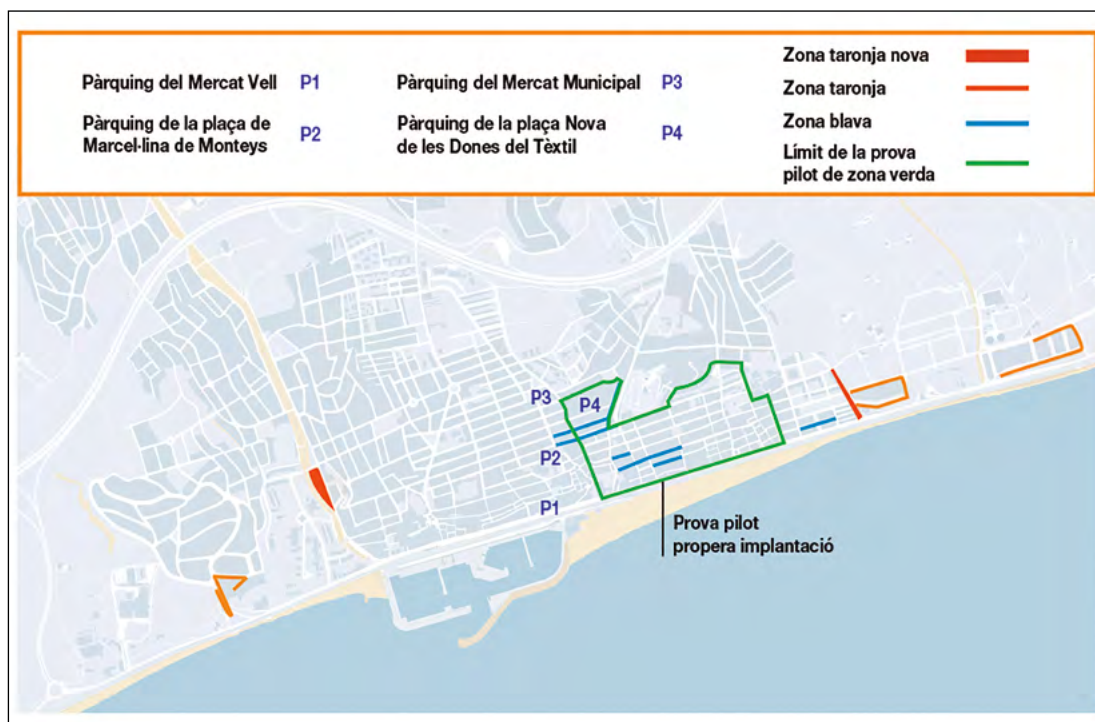 Pàrquing del Mercat Vell P1
Pàrquing de la plaça de
Marcel·lina de Monteys P2
Pàrquing del Mercat Municipal P3
Pàrquing de la plaça Nova
de les Dones del Tèxtil P4
Zona taronja nova
Zona taronja
Zona blava
Límit de la prova
pilot de zona verda
P3
P4
P2
P1
Prova pilot
propera implantació